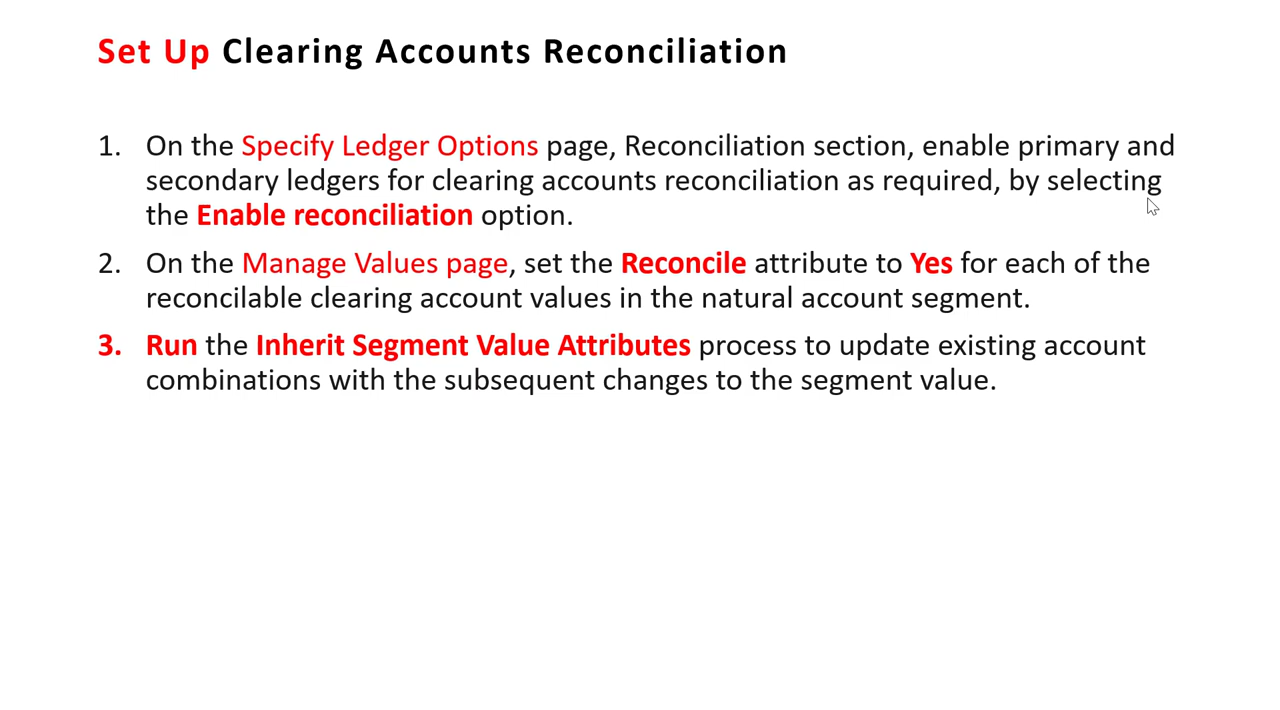 Set Up Clearing Accounts Reconciliation
1. On the Specify Ledger Options page, Reconciliation section, enable primary and
secondary ledgers for clearing accounts reconciliation as required, by selecting
the Enable reconciliation option.
2. On the Manage Values page, set the Reconcile attribute to Yes for each of the
reconcilable clearing account values in the natural account segment.
3. Run the Inherit Segment Value Attributes process to update existing account
combinations with the subsequent changes to the segment value.